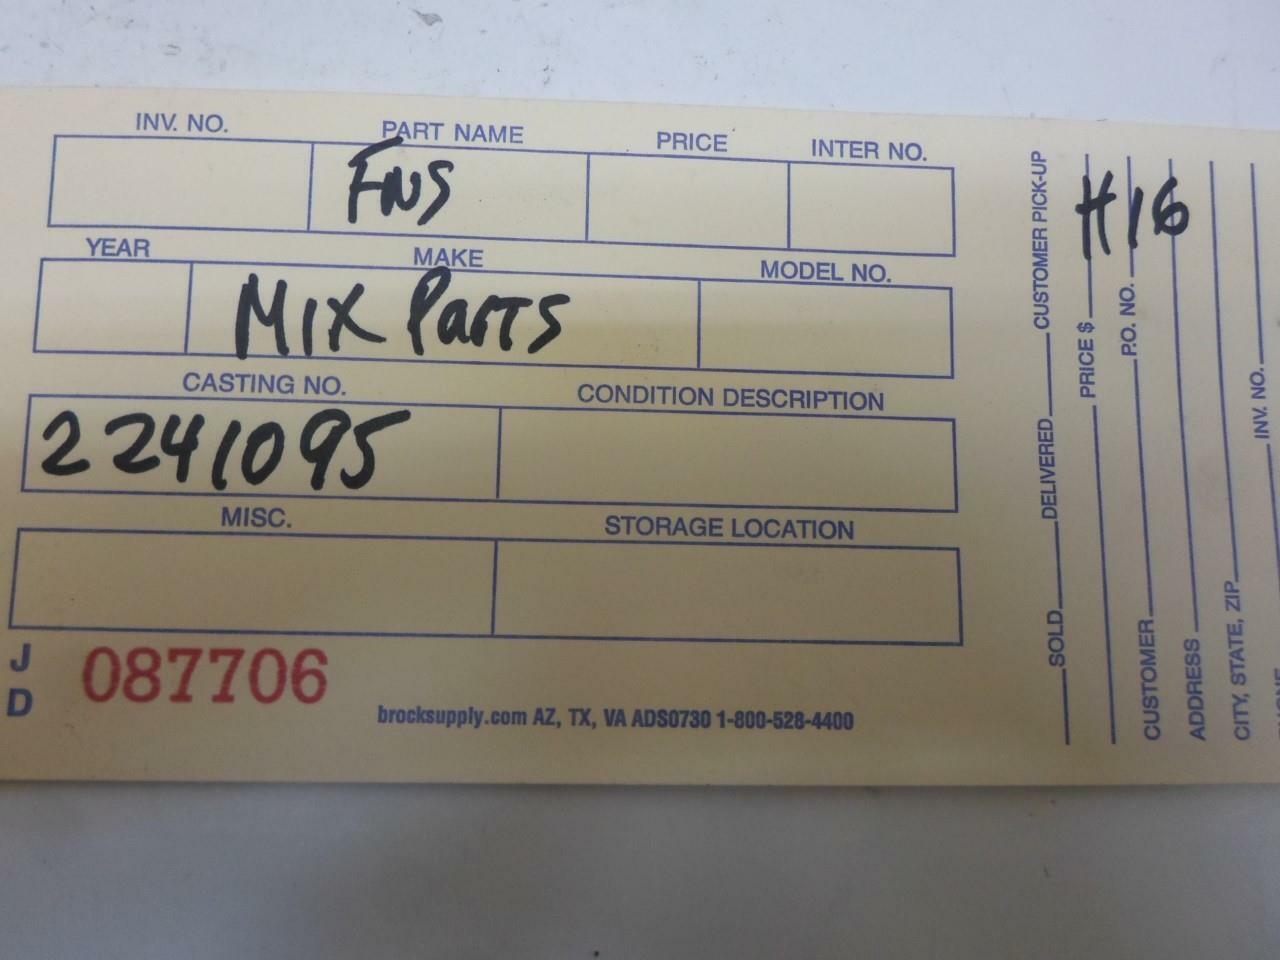 INV. NO. PART NAME PRICE INTER NO.
FNS
YEAR MAKE MODEL NO.
MIX PARTS
CASTING NO. CONDITION DESCRIPTION
2241095
MISC. STORAGE LOCATION
J
D
087706
brocksupply.com AZ, TX, VA ADS0730 1-800-528-4400
SOLD DELIVERED CUSTOMER PICK-UP
PRICE $
H16
CUSTOMER P.O. NO.
ADDRESS
CITY, STATE, ZIP
INV. NO.